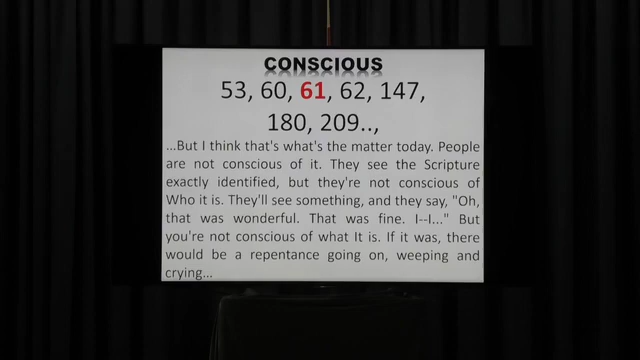 CONSCIOUS
53, 60, 61, 62, 147,
180, 209..,
...But I think that's what's the matter today. People
are not conscious of it. They see the Scripture
exactly identified, but they're not conscious of
Who it is. They'll see something, and they say, "Oh,
that was wonderful. That was fine. I--I..." But
you're not conscious of what It is. If it was, there
would be a repentance going on, weeping and
crying...